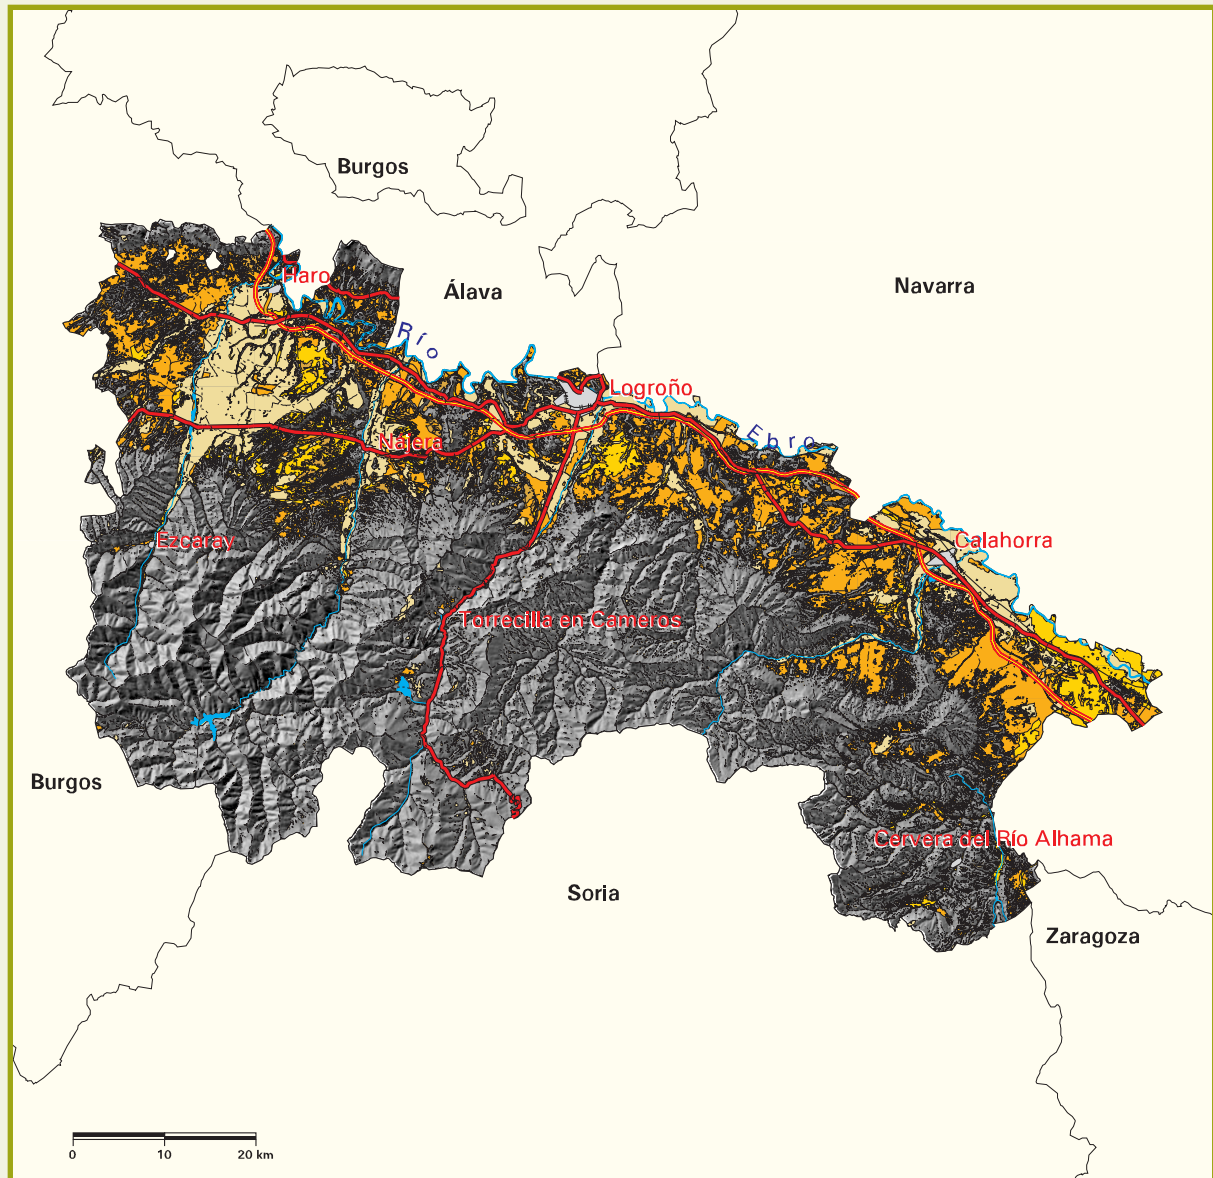 Burgos
Navarra
Álava
Haro
Río
Logroño
Ebro
Nájera
Ezcaray
Calahorra
Torrecilla en Cameros
Burgos
Cervera del Río Alhama
Soria
Zaragoza
0 10 20 km